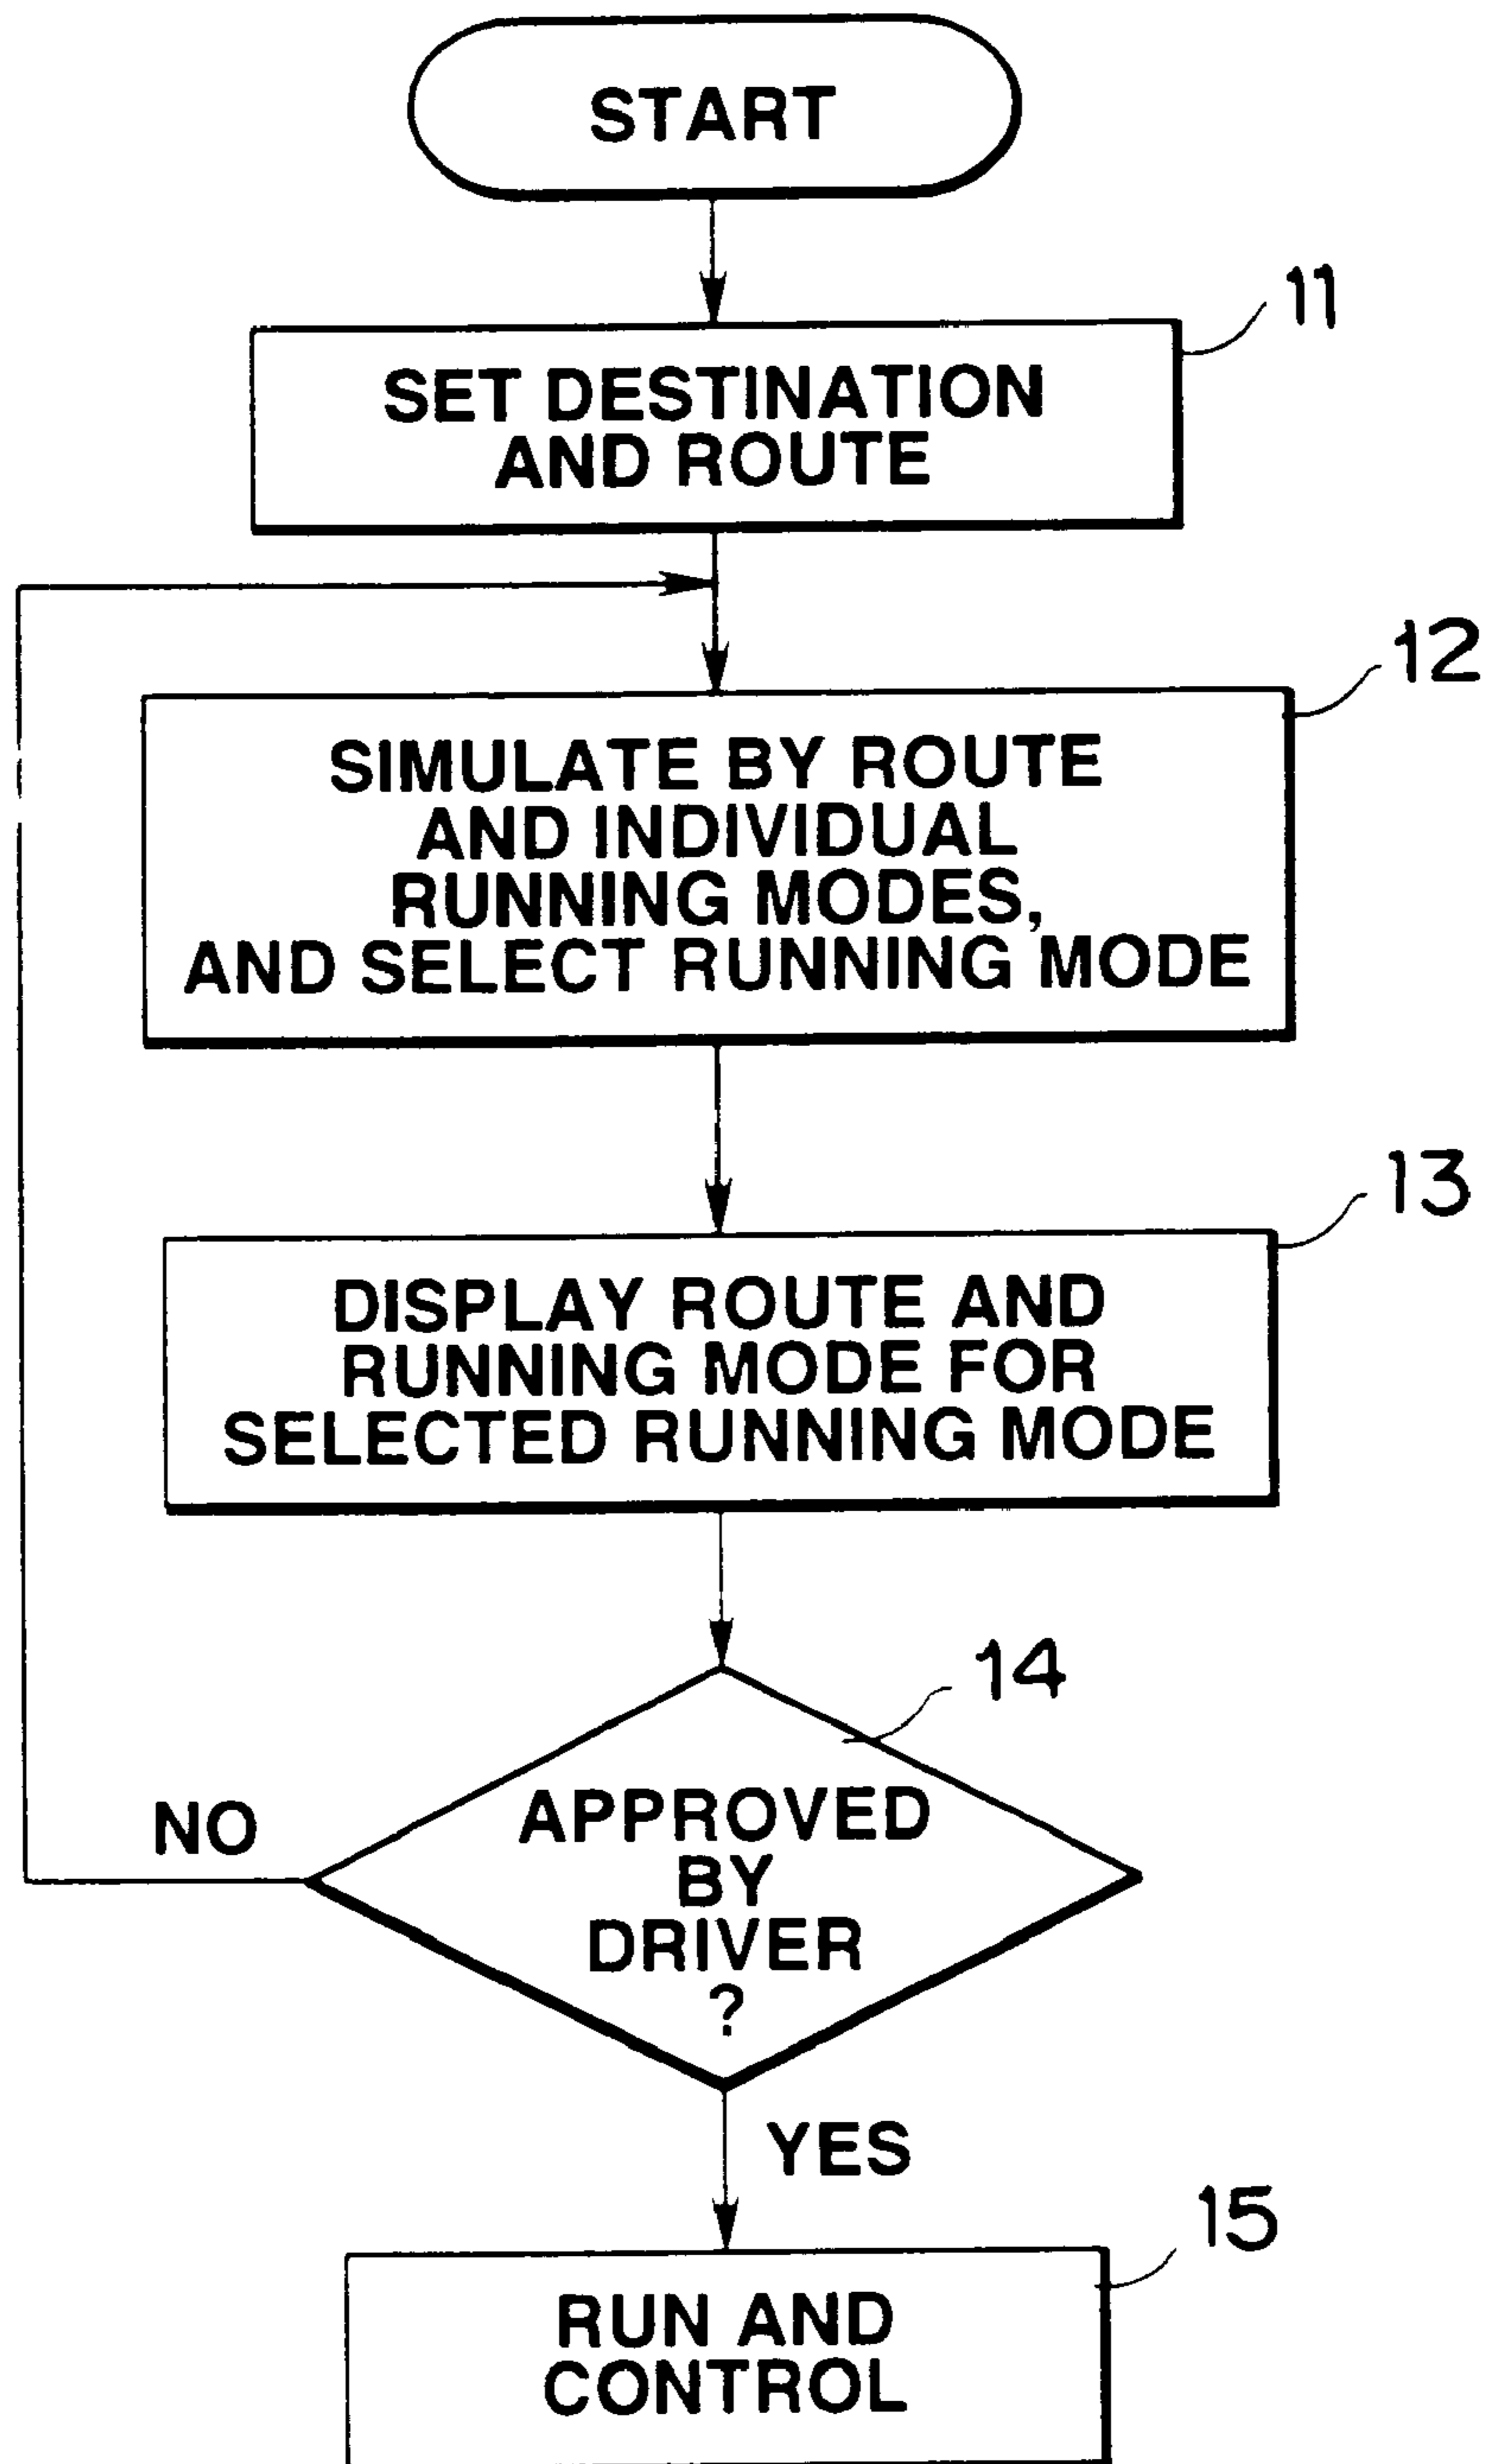 START
11
SET DESTINATION
AND ROUTE
12
SIMULATE BY ROUTE
AND INDIVIDUAL
RUNNING MODES,
AND SELECT RUNNING MODE
13
DISPLAY ROUTE AND
RUNNING MODE FOR
SELECTED RUNNING MODE
14
APPROVED
BY
DRIVER
?
NO
YES
15
RUN AND
CONTROL